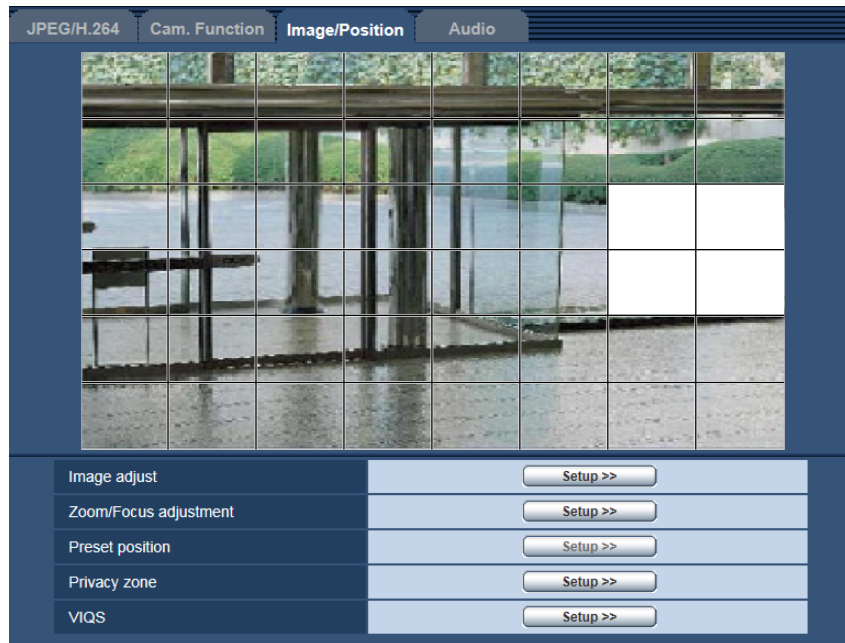 JPEG/H.264 Cam. Function Image/Position Audio
Image adjust Setup >>
Zoom/Focus adjustment Setup >>
Preset position Setup >>
Privacy zone Setup >>
VIQS Setup >>